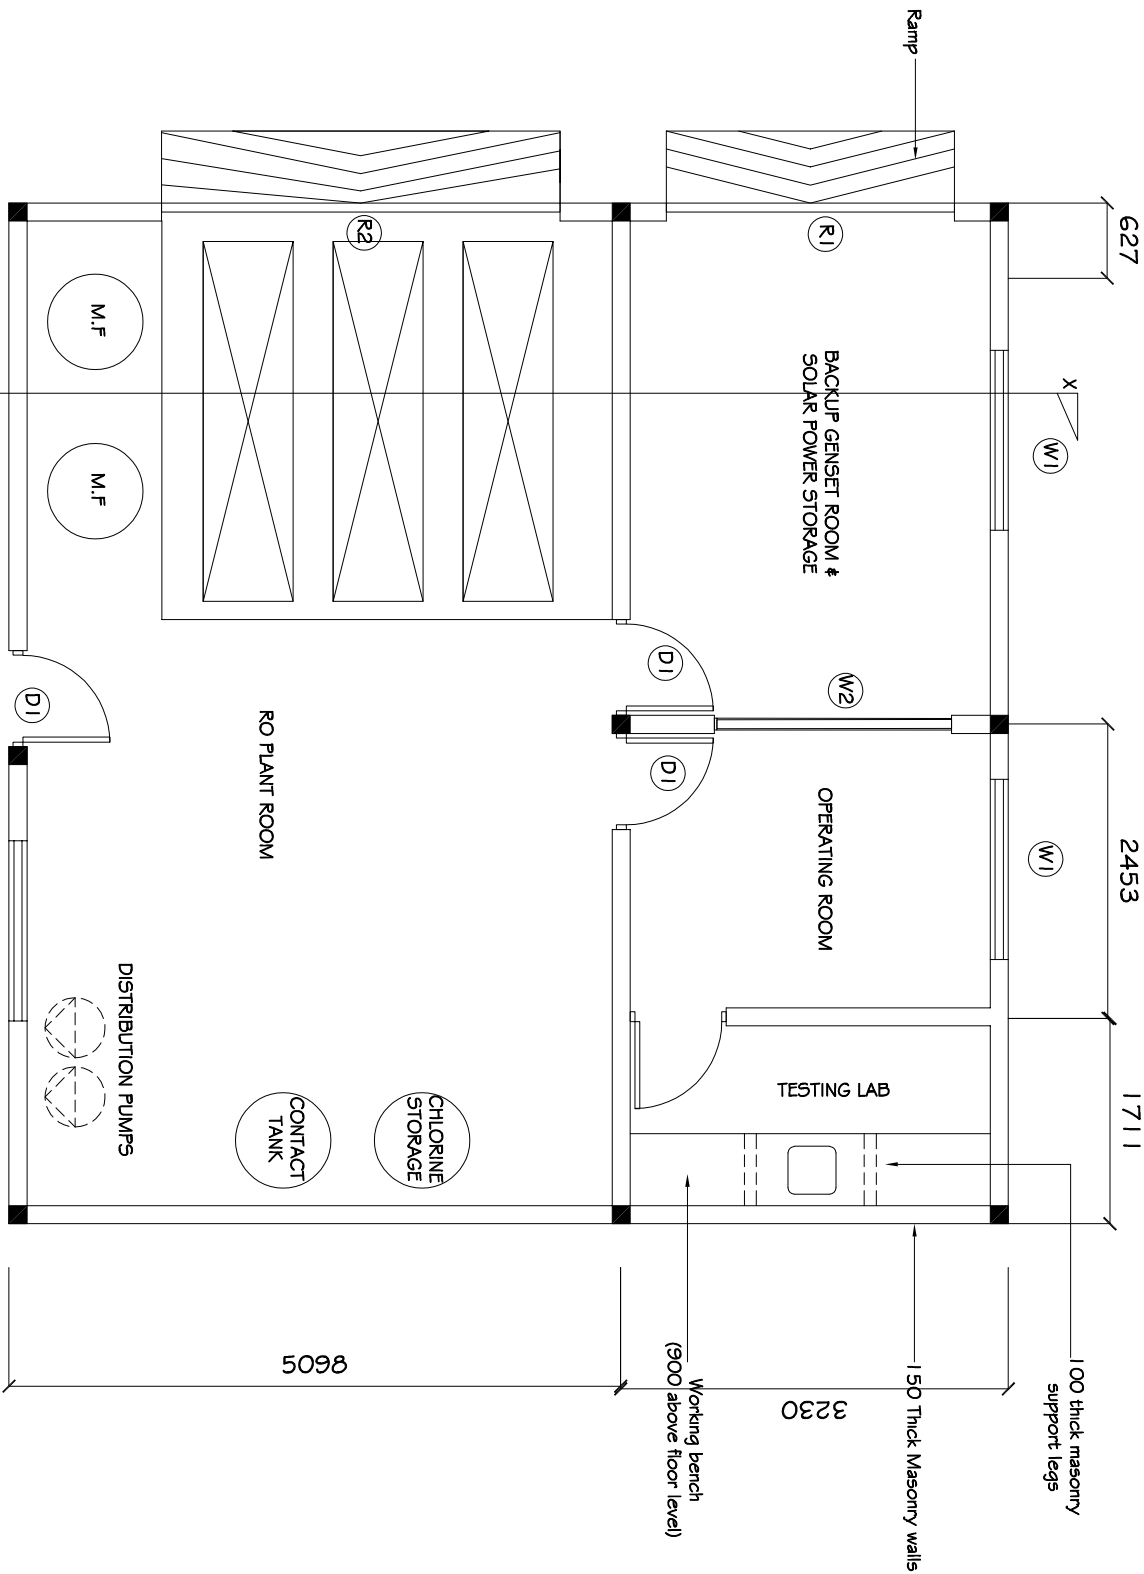 Ramp
627
2453
1711
X
W1
W1
R1
BACKUP GENSET ROOM &
SOLAR POWER STORAGE
W2
OPERATING ROOM
TESTING LAB
100 thick masonry
support legs
150 Thick Masonry walls
Working bench
(900 above floor level)
3230
D1
D1
R2
M.F
M.F
RO PLANT ROOM
CHLORINE
STORAGE
CONTACT
TANK
DISTRIBUTION PUMPS
D1
5098